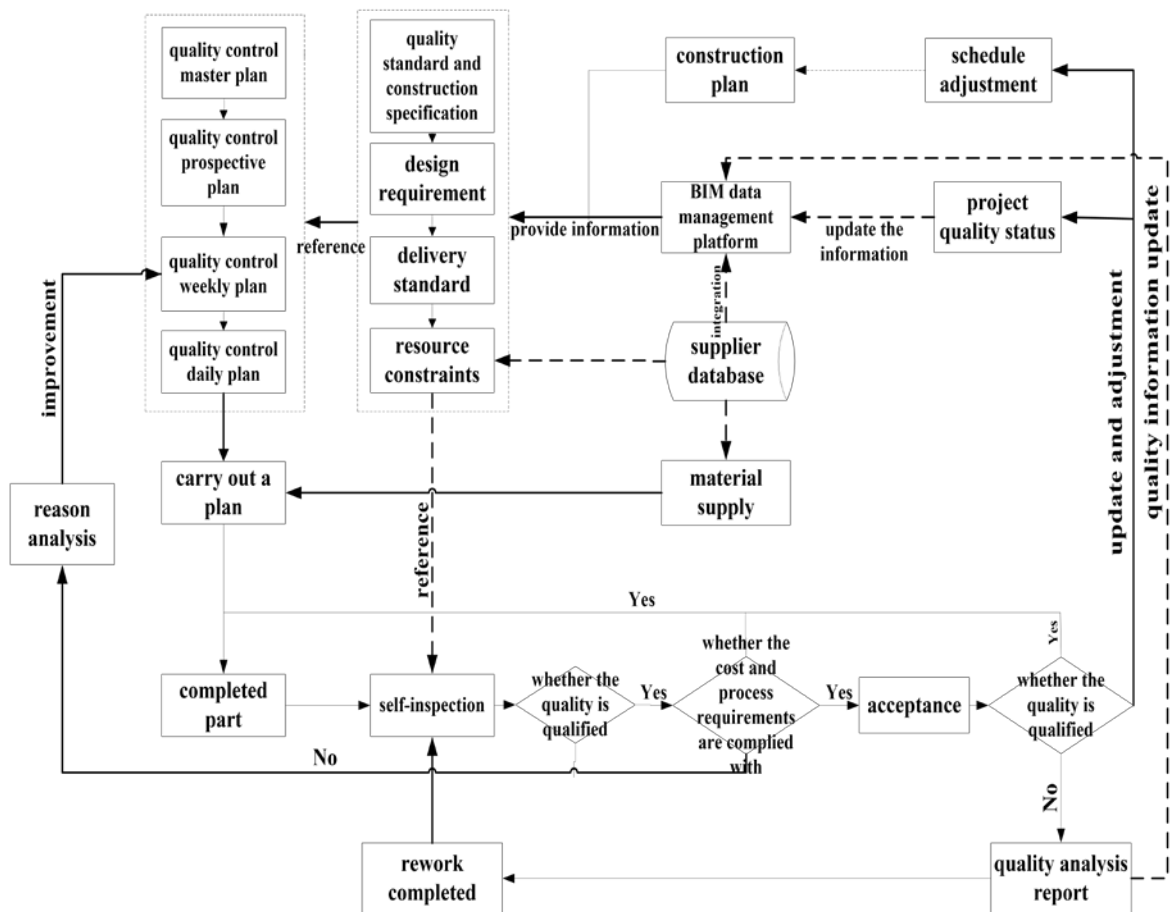 quality control
master plan
quality control
prospective
plan
quality control
weekly plan
quality control
daily plan
quality
standard and
construction
specification
design
requirement
delivery
standard
resource
constraints
reference
construction
plan
schedule
adjustment
BIM data
management
platform
provide information
update the
information
project
quality status
integration
supplier
database
material
supply
improvement
reason
analysis
carry out a
plan
reference
update and adjustment
quality information update
Yes
completed
part
self-inspection
whether the
quality is
qualified
Yes
whether the
cost and
process
requirements
are complied
with
Yes
acceptance
Yes
whether the
quality is
qualified
No
No
rework
completed
quality analysis
report